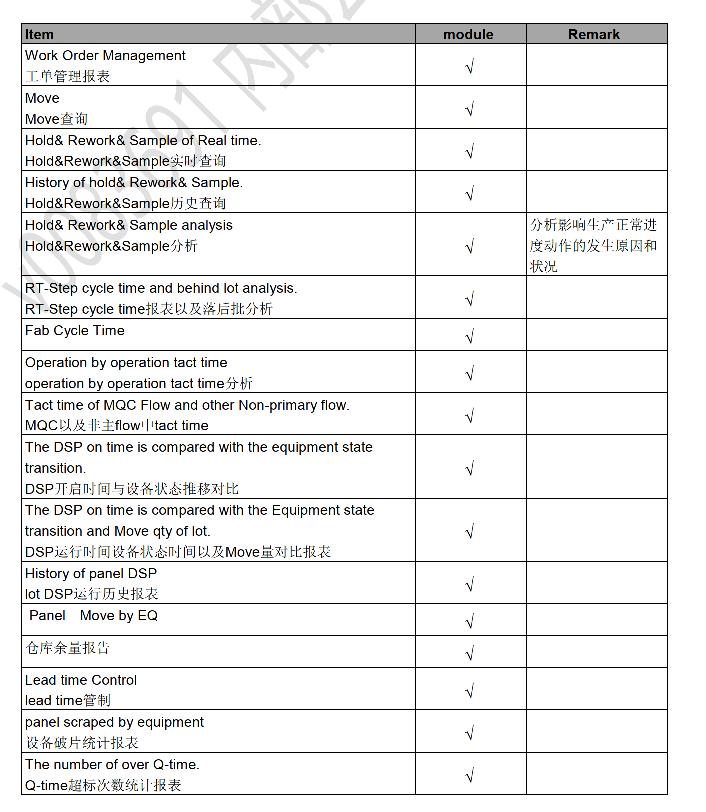 Item module Remark
Work Order Management
工单管理报表 √
Move
Move查询 √
Hold& Rework& Sample of Real time.
Hold&Rework&Sample实时查询 √
History of hold& Rework& Sample.
Hold&Rework&Sample历史查询 √
Hold& Rework& Sample analysis
Hold&Rework&Sample分析 √
分析影响生产正常进
度动作的发生原因和
状况
RT-Step cycle time and behind lot analysis.
RT-Step cycle time报表以及落后批分析 √
Fab Cycle Time √
Operation by operation tact time
operation by operation tact time分析 √
Tact time of MQC Flow and other Non-primary flow.
MQC以及非主flow中tact time √
The DSP on time is compared with the equipment state
transition.
DSP开启时间与设备状态推移对比 √
The DSP on time is compared with the Equipment state
transition and Move qty of lot.
DSP运行时间设备状态时间以及Move量对比报表 √
History of panel DSP
lot DSP运行历史报表 √
Panel Move by EQ √
仓库余量报告 √
Lead time Control
lead time管制 √
panel scraped by equipment
设备破片统计报表 √
The number of over Q-time.
Q-time超标次数统计报表 √
V0083691 内部